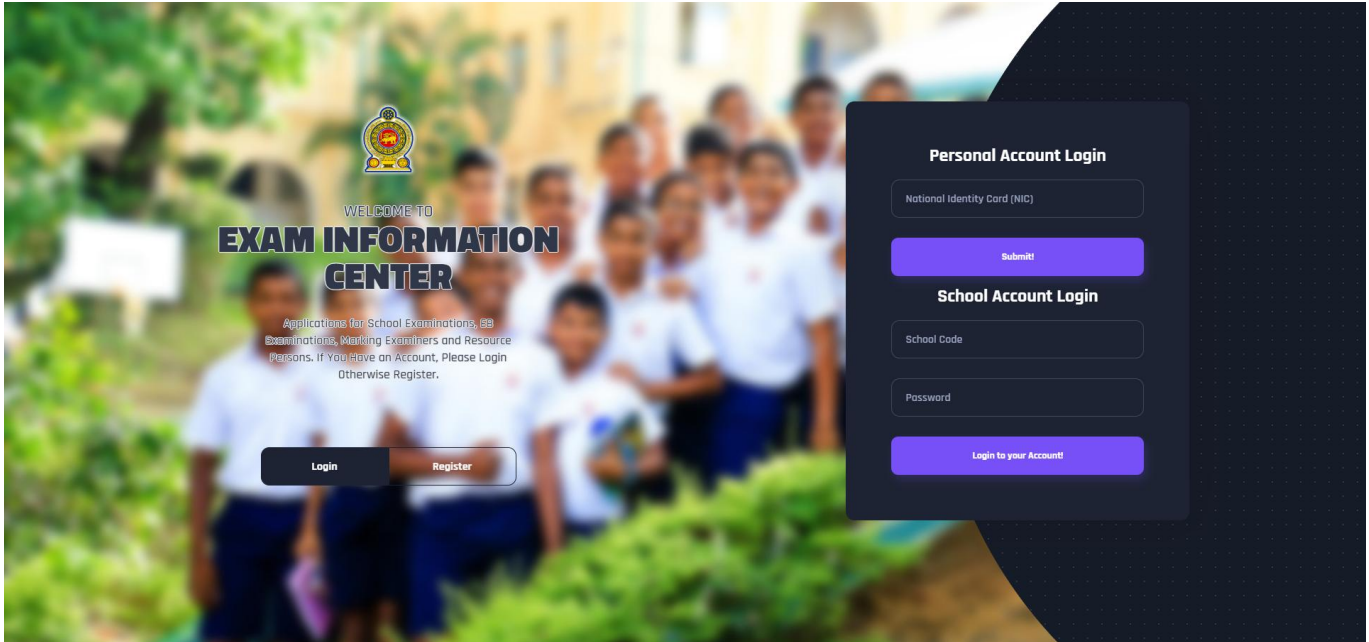 WELCOME TO
EXAM INFORMATION
CENTER
Applications for School Examinations, GB
Examinations, Marking Examiners and Resource
Persons. If You Have an Account, Please Login
Otherwise Register.
Login
Register
Personal Account Login
National Identity Card (NIC)
Submit!
School Account Login
School Code
Password
Login to your Account!